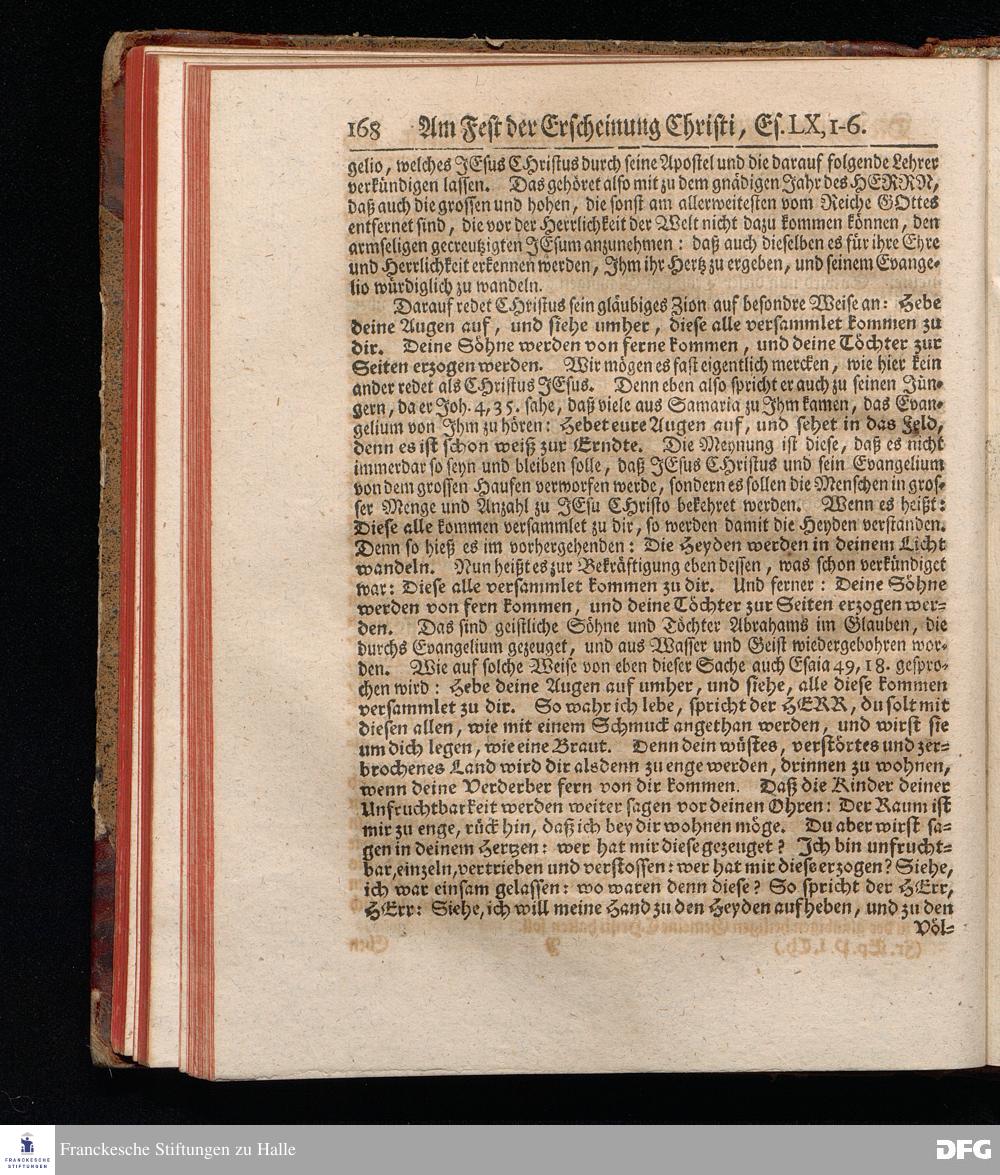 168 Am Fest der Erscheinung Christi, Es. LX, 1-6.
gelio, welches JEsus CHristus durch seine Apostel und die darauf folgende Lehrer
verkündigen lassen. Das gehöret also mit zu dem gnädigen Jahr des HERRN,
daß auch die grossen und hohen, die sonst am allerweitesten vom Reiche GOttes
entfernet sind, die vor der Herrlichkeit der Welt nicht dazu kommen können, den
armseligen gecreutzigten JEsum anzunehmen: daß auch dieselben es für ihre Ehre
und Herrlichkeit erkennen werden, Ihm ihr Hertz zu ergeben, und seinem Evange-
lio würdiglich zu wandeln.
Darauf redet CHristus sein gläubiges Zion auf besondre Weise an: Hebe
deine Augen auf, und siehe umher, diese alle versammlet kommen zu
dir. Deine Söhne werden von ferne kommen, und deine Töchter zur
Seiten erzogen werden. Wir mögen es fast eigentlich mercken, wie hier kein
ander redet als CHristus JEsus. Denn eben also spricht er auch zu seinen Jün-
gern, da er Joh. 4, 35. sahe, daß viele aus Samaria zu Ihm kamen, das Evan-
gelium von Ihm zu hören: Hebet eure Augen auf, und sehet in das Feld,
denn es ist schon weiß zur Erndte. Die Meynung ist diese, daß es nicht
immerdar so seyn und bleiben solle, daß JEsus CHristus und sein Evangelium
von dem grossen Haufen verworfen werde, sondern es sollen die Menschen in gros-
ser Menge und Anzahl zu JEsu CHristo bekehret werden. Wenn es heißt:
Diese alle kommen versammlet zu dir, so werden damit die Heyden verstanden.
Denn so hieß es im vorhergehenden: Die Heyden werden in deinem Licht
wandeln. Nun heißt es zur Bekräftigung eben dessen, was schon verkündiget
war: Diese alle versammlet kommen zu dir. Und ferner: Deine Söhne
werden von fern kommen, und deine Töchter zur Seiten erzogen wer-
den. Das sind geistliche Söhne und Töchter Abrahams im Glauben, die
durchs Evangelium gezeuget, und aus Wasser und Geist wiedergebohren wor-
den. Wie auf solche Weise von eben dieser Sache auch Esaia 49, 18. gespro-
chen wird: Hebe deine Augen auf umher, und siehe, alle diese kommen
versammlet zu dir. So wahr ich lebe, spricht der HERR, du solt mit
diesen allen, wie mit einem Schmuck angethan werden, und wirst sie
um dich legen, wie eine Braut. Denn dein wüstes, verstörtes und zer-
brochenes Land wird dir alsdenn zu enge werden, drinnen zu wohnen,
wenn deine Verderber fern von dir kommen. Daß die Kinder deiner
Unfruchtbarkeit werden weiter sagen vor deinen Ohren: Der Raum ist
mir zu enge, rück hin, daß ich bey dir wohnen möge. Du aber wirst sa-
gen in deinem Hertzen: wer hat mir diese gezeuget? Ich bin unfrucht-
bar, einzeln, vertrieben und verstossen: wer hat mir diese erzogen? Siehe,
ich war einsam gelassen: wo waren denn diese? So spricht der HErr,
HErr: Siehe, ich will meine Hand zu den Heyden aufheben, und zu den
Völ-
FRANCKESCHE
STIFTUNGEN
Franckesche Stiftungen zu Halle
DFG